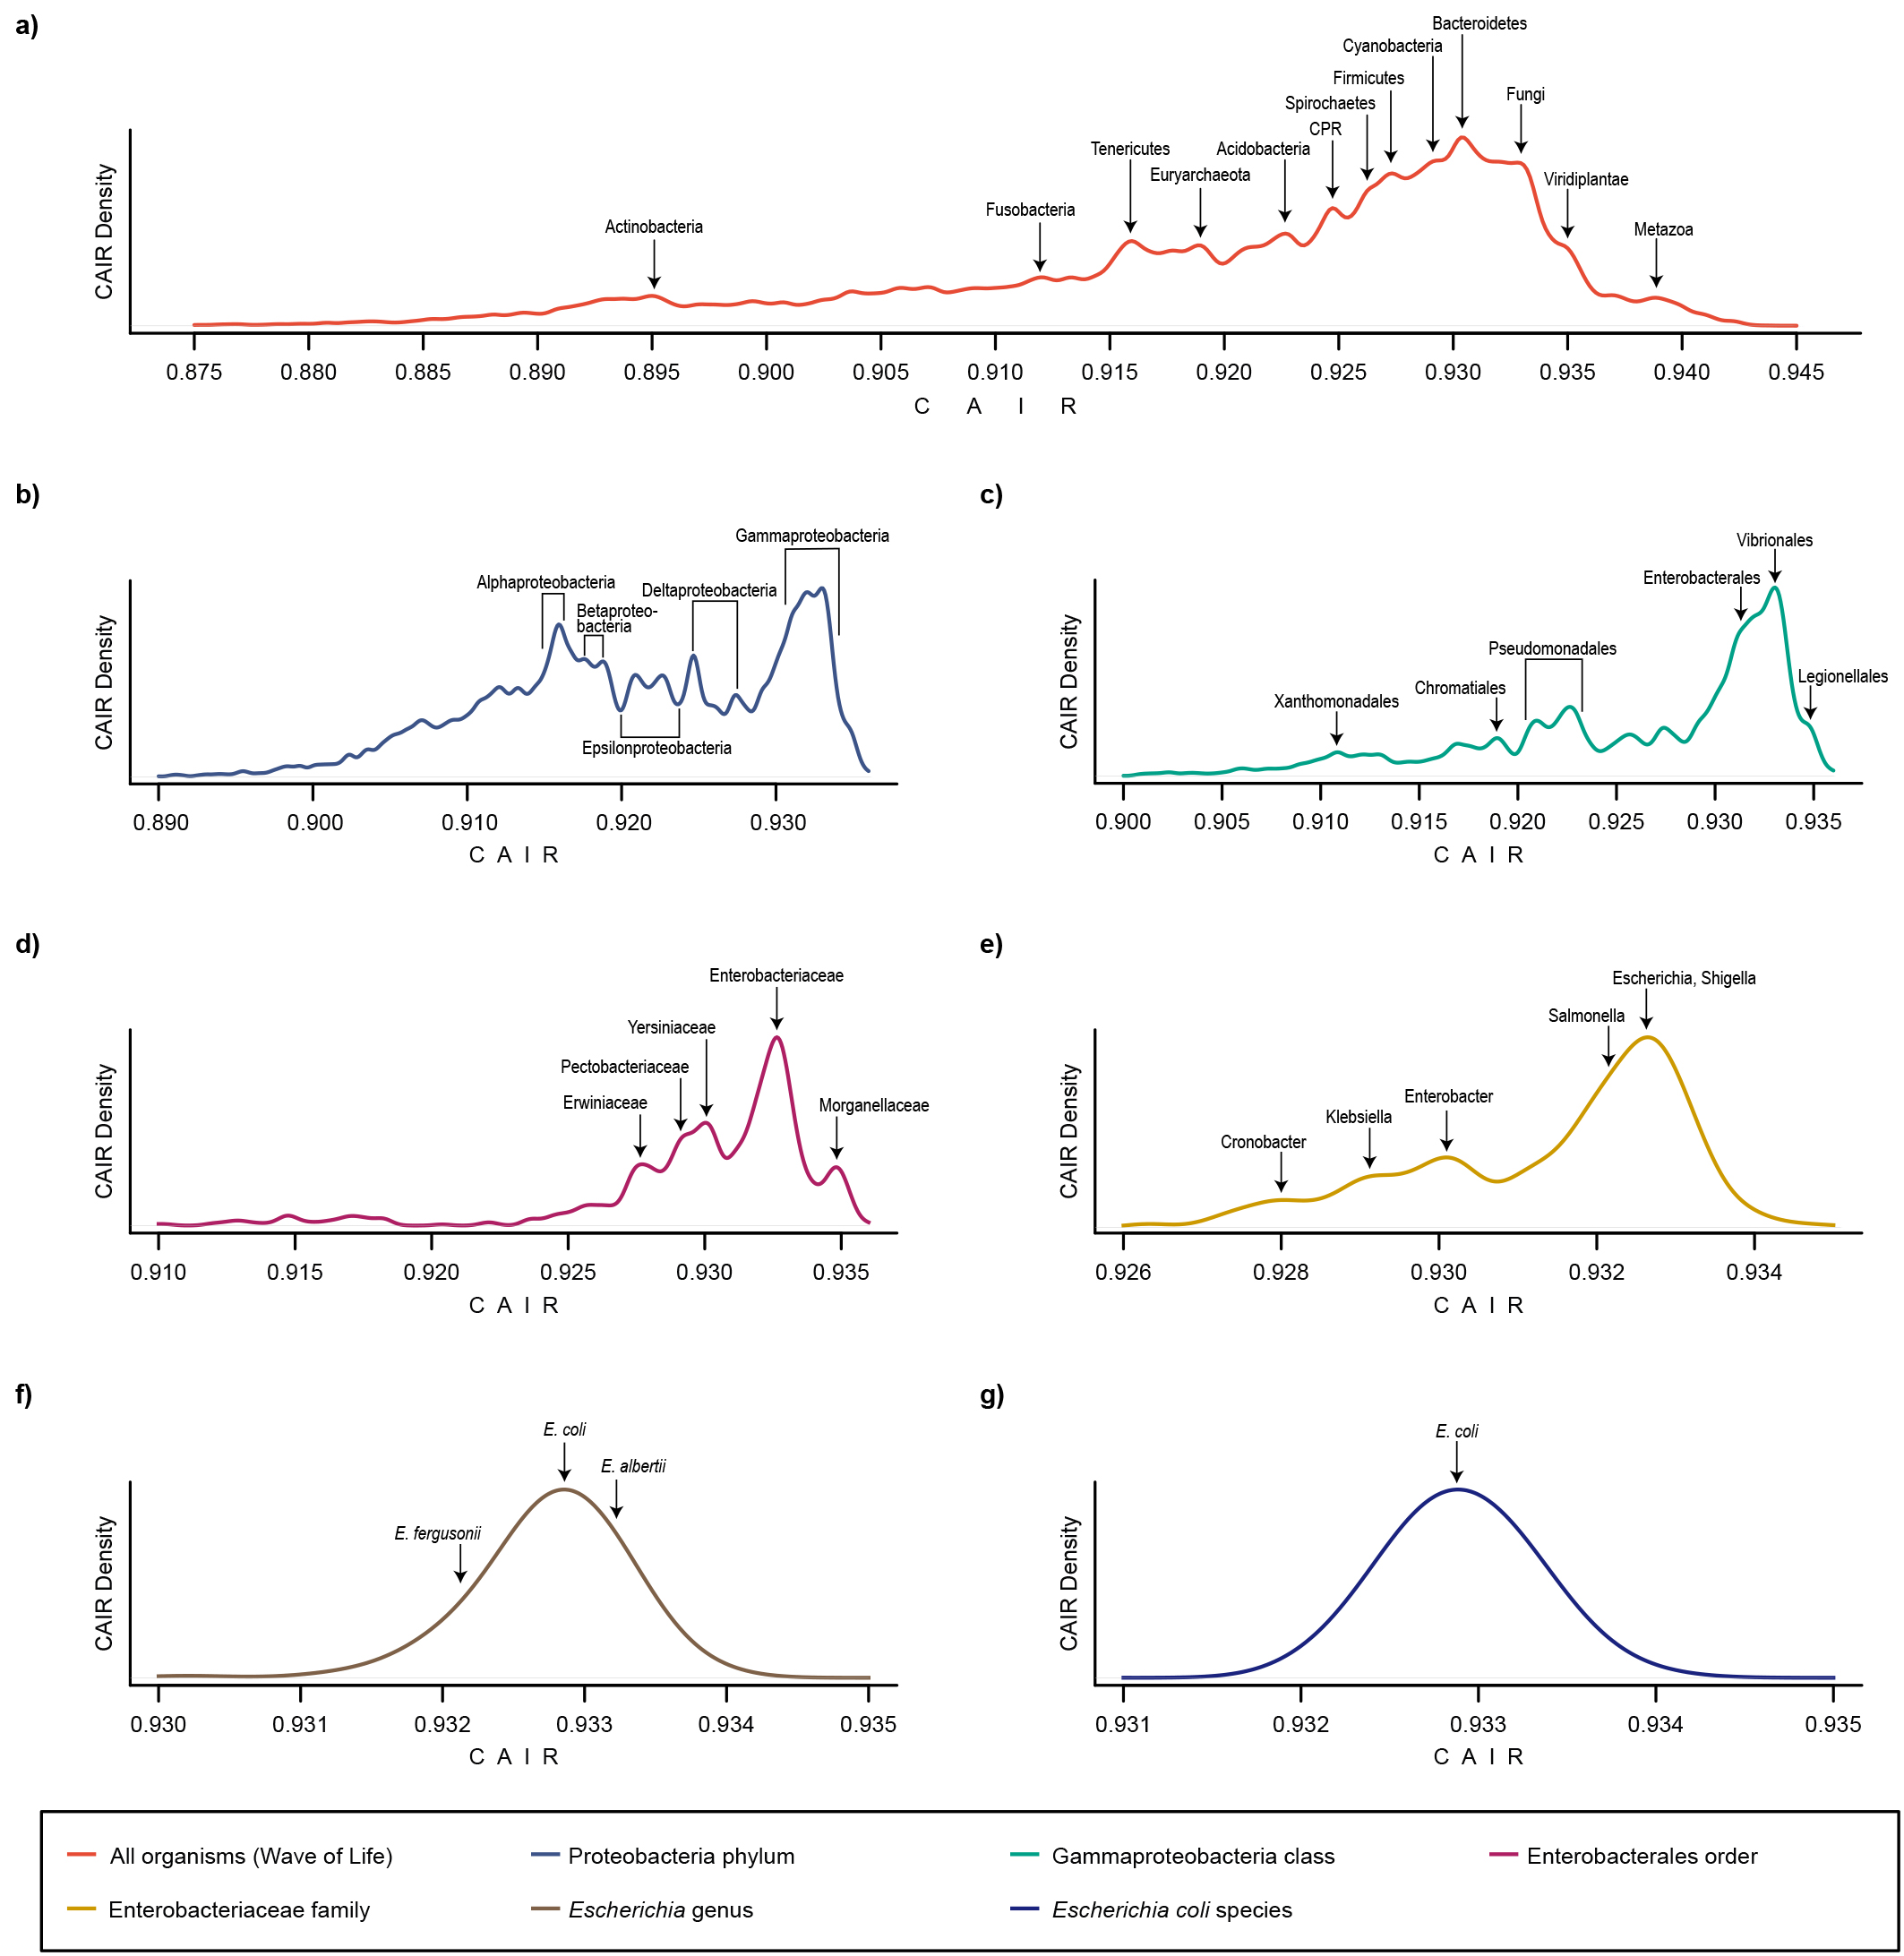 a)
Bacteroidetes
Cyanobacteria
Firmicutes
Fungi
Spirochaetes
CPR
Tenericutes
Acidobacteria
Euryarchaeota
Viridiplantae
Fusobacteria
Actinobacteria
Metazoa
CAIR Density
0.875 0.880 0.885 0.890 0.895 0.900 0.905 0.910 0.915 0.920 0.925 0.930 0.935 0.940 0.945
C A I R
b)
Gammaproteobacteria
Alphaproteobacteria
Deltaproteobacteria
Betaproteo-
bacteria
Epsilonproteobacteria
CAIR Density
0.890 0.900 0.910 0.920 0.930
C A I R
c)
Vibrionales
Enterobacterales
Pseudomonadales
Legionellales
Chromatiales
Xanthomonadales
CAIR Density
0.900 0.905 0.910 0.915 0.920 0.925 0.930 0.935
C A I R
d)
Enterobacteriaceae
Yersiniaceae
Pectobacteriaceae
Erwiniaceae
Morganellaceae
CAIR Density
0.910 0.915 0.920 0.925 0.930 0.935
C A I R
e)
Escherichia, Shigella
Salmonella
Enterobacter
Klebsiella
Cronobacter
CAIR Density
0.926 0.928 0.930 0.932 0.934
C A I R
f)
E. coli
E. albertii
E. fergusonii
CAIR Density
0.930 0.931 0.932 0.933 0.934 0.935
C A I R
g)
E. coli
CAIR Density
0.931 0.932 0.933 0.934 0.935
C A I R
All organisms (Wave of Life) Proteobacteria phylum Gammaproteobacteria class Enterobacterales order
Enterobacteriaceae family Escherichia genus Escherichia coli species